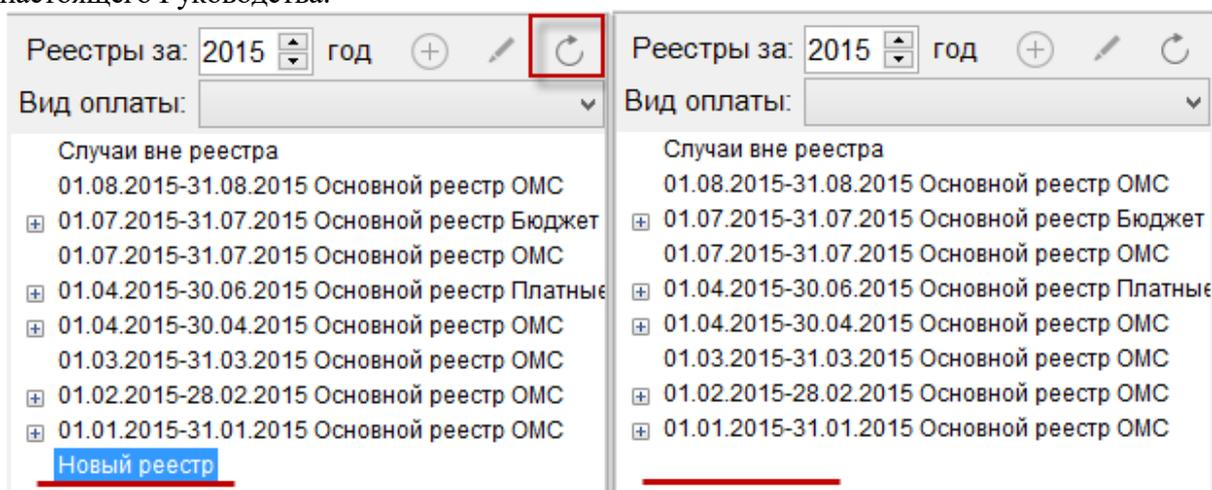 настоящего Руководства.
Реестры за: 2015 год
Вид оплаты:
Случаи вне реестра
01.08.2015-31.08.2015 Основной реестр ОМС
01.07.2015-31.07.2015 Основной реестр Бюджет
01.07.2015-31.07.2015 Основной реестр ОМС
01.04.2015-30.06.2015 Основной реестр Платные
01.04.2015-30.04.2015 Основной реестр ОМС
01.03.2015-31.03.2015 Основной реестр ОМС
01.02.2015-28.02.2015 Основной реестр ОМС
01.01.2015-31.01.2015 Основной реестр ОМС
Новый реестр
Реестры за: 2015 год
Вид оплаты:
Случаи вне реестра
01.08.2015-31.08.2015 Основной реестр ОМС
01.07.2015-31.07.2015 Основной реестр Бюджет
01.07.2015-31.07.2015 Основной реестр ОМС
01.04.2015-30.06.2015 Основной реестр Платные
01.04.2015-30.04.2015 Основной реестр ОМС
01.03.2015-31.03.2015 Основной реестр ОМС
01.02.2015-28.02.2015 Основной реестр ОМС
01.01.2015-31.01.2015 Основной реестр ОМС